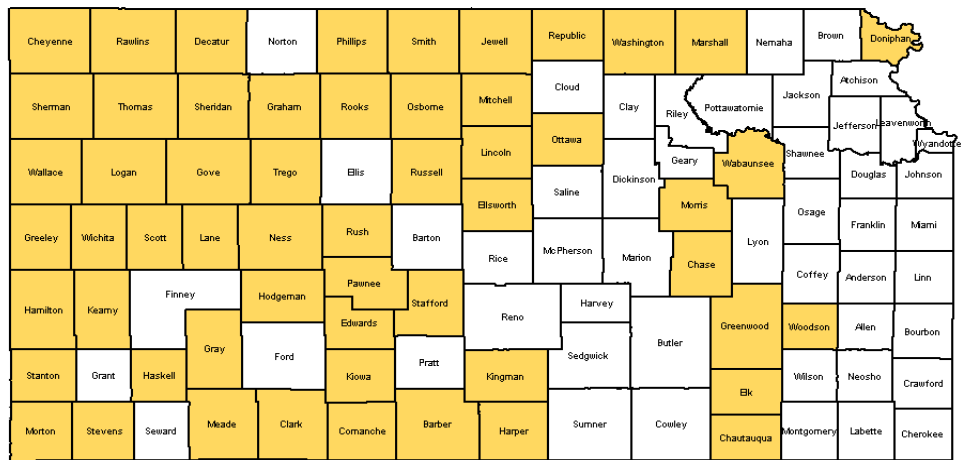 Cheyenne
Rawlins
Decatur
Norton
Phillips
Smith
Jewell
Republic
Washington
Marshall
Nemaha
Brown
Doniphan
Sherman
Thomas
Sheridan
Graham
Rooks
Osborne
Mitchell
Cloud
Clay
Riley
Pottawatomie
Jackson
Atchison
Jefferson
Leavenworth
Wyandotte
Wallace
Logan
Gove
Trego
Ellis
Russell
Lincoln
Ottawa
Saline
Dickinson
Geary
Wabaunsee
Shawnee
Douglas
Johnson
Greeley
Wichita
Scott
Lane
Ness
Rush
Barton
Ellsworth
Rice
McPherson
Marion
Morris
Chase
Lyon
Osage
Franklin
Miami
Coffey
Anderson
Linn
Hamilton
Kearny
Finney
Hodgeman
Pawnee
Stafford
Edwards
Reno
Harvey
Sedgwick
Butler
Greenwood
Woodson
Allen
Bourbon
Stanton
Grant
Haskell
Gray
Ford
Kiowa
Pratt
Kingman
Elk
Wilson
Neosho
Crawford
Morton
Stevens
Seward
Meade
Clark
Comanche
Barber
Harper
Sumner
Cowley
Chautauqua
Montgomery
Labette
Cherokee